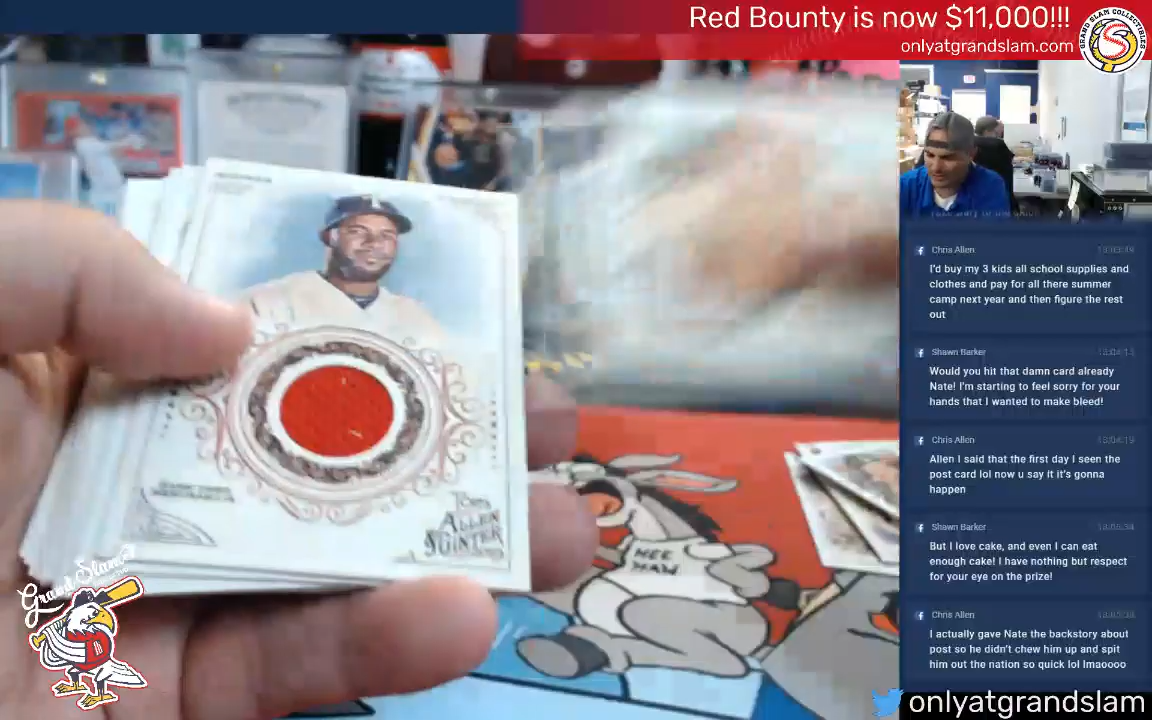 Red Bounty is now $11,000!!!
onlyatgrandslam.com
GRAND SLAM COLLECTIBLES
Chris Allen
I'd buy my 3 kids all school supplies and
clothes and pay for all there summer
camp next year and then figure the rest
out
Shawn Barker
Would you hit that damn card already
Nate! I'm starting to feel sorry for your
hands that I wanted to make bleed!
Chris Allen
Allen I said that the first day I seen the
post card lol now u say it it's gonna
happen
Shawn Barker
But I love cake, and even I can eat
enough cake! I have nothing but respect
for your eye on the prize!
Chris Allen
I actually gave Nate the backstory about
post so he didn't chew him up and spit
him out the nation so quick lol lmaoooo
Topps
ALLEN
& GINTER
HEE
HAW
Grand Slam
onlyatgrandslam